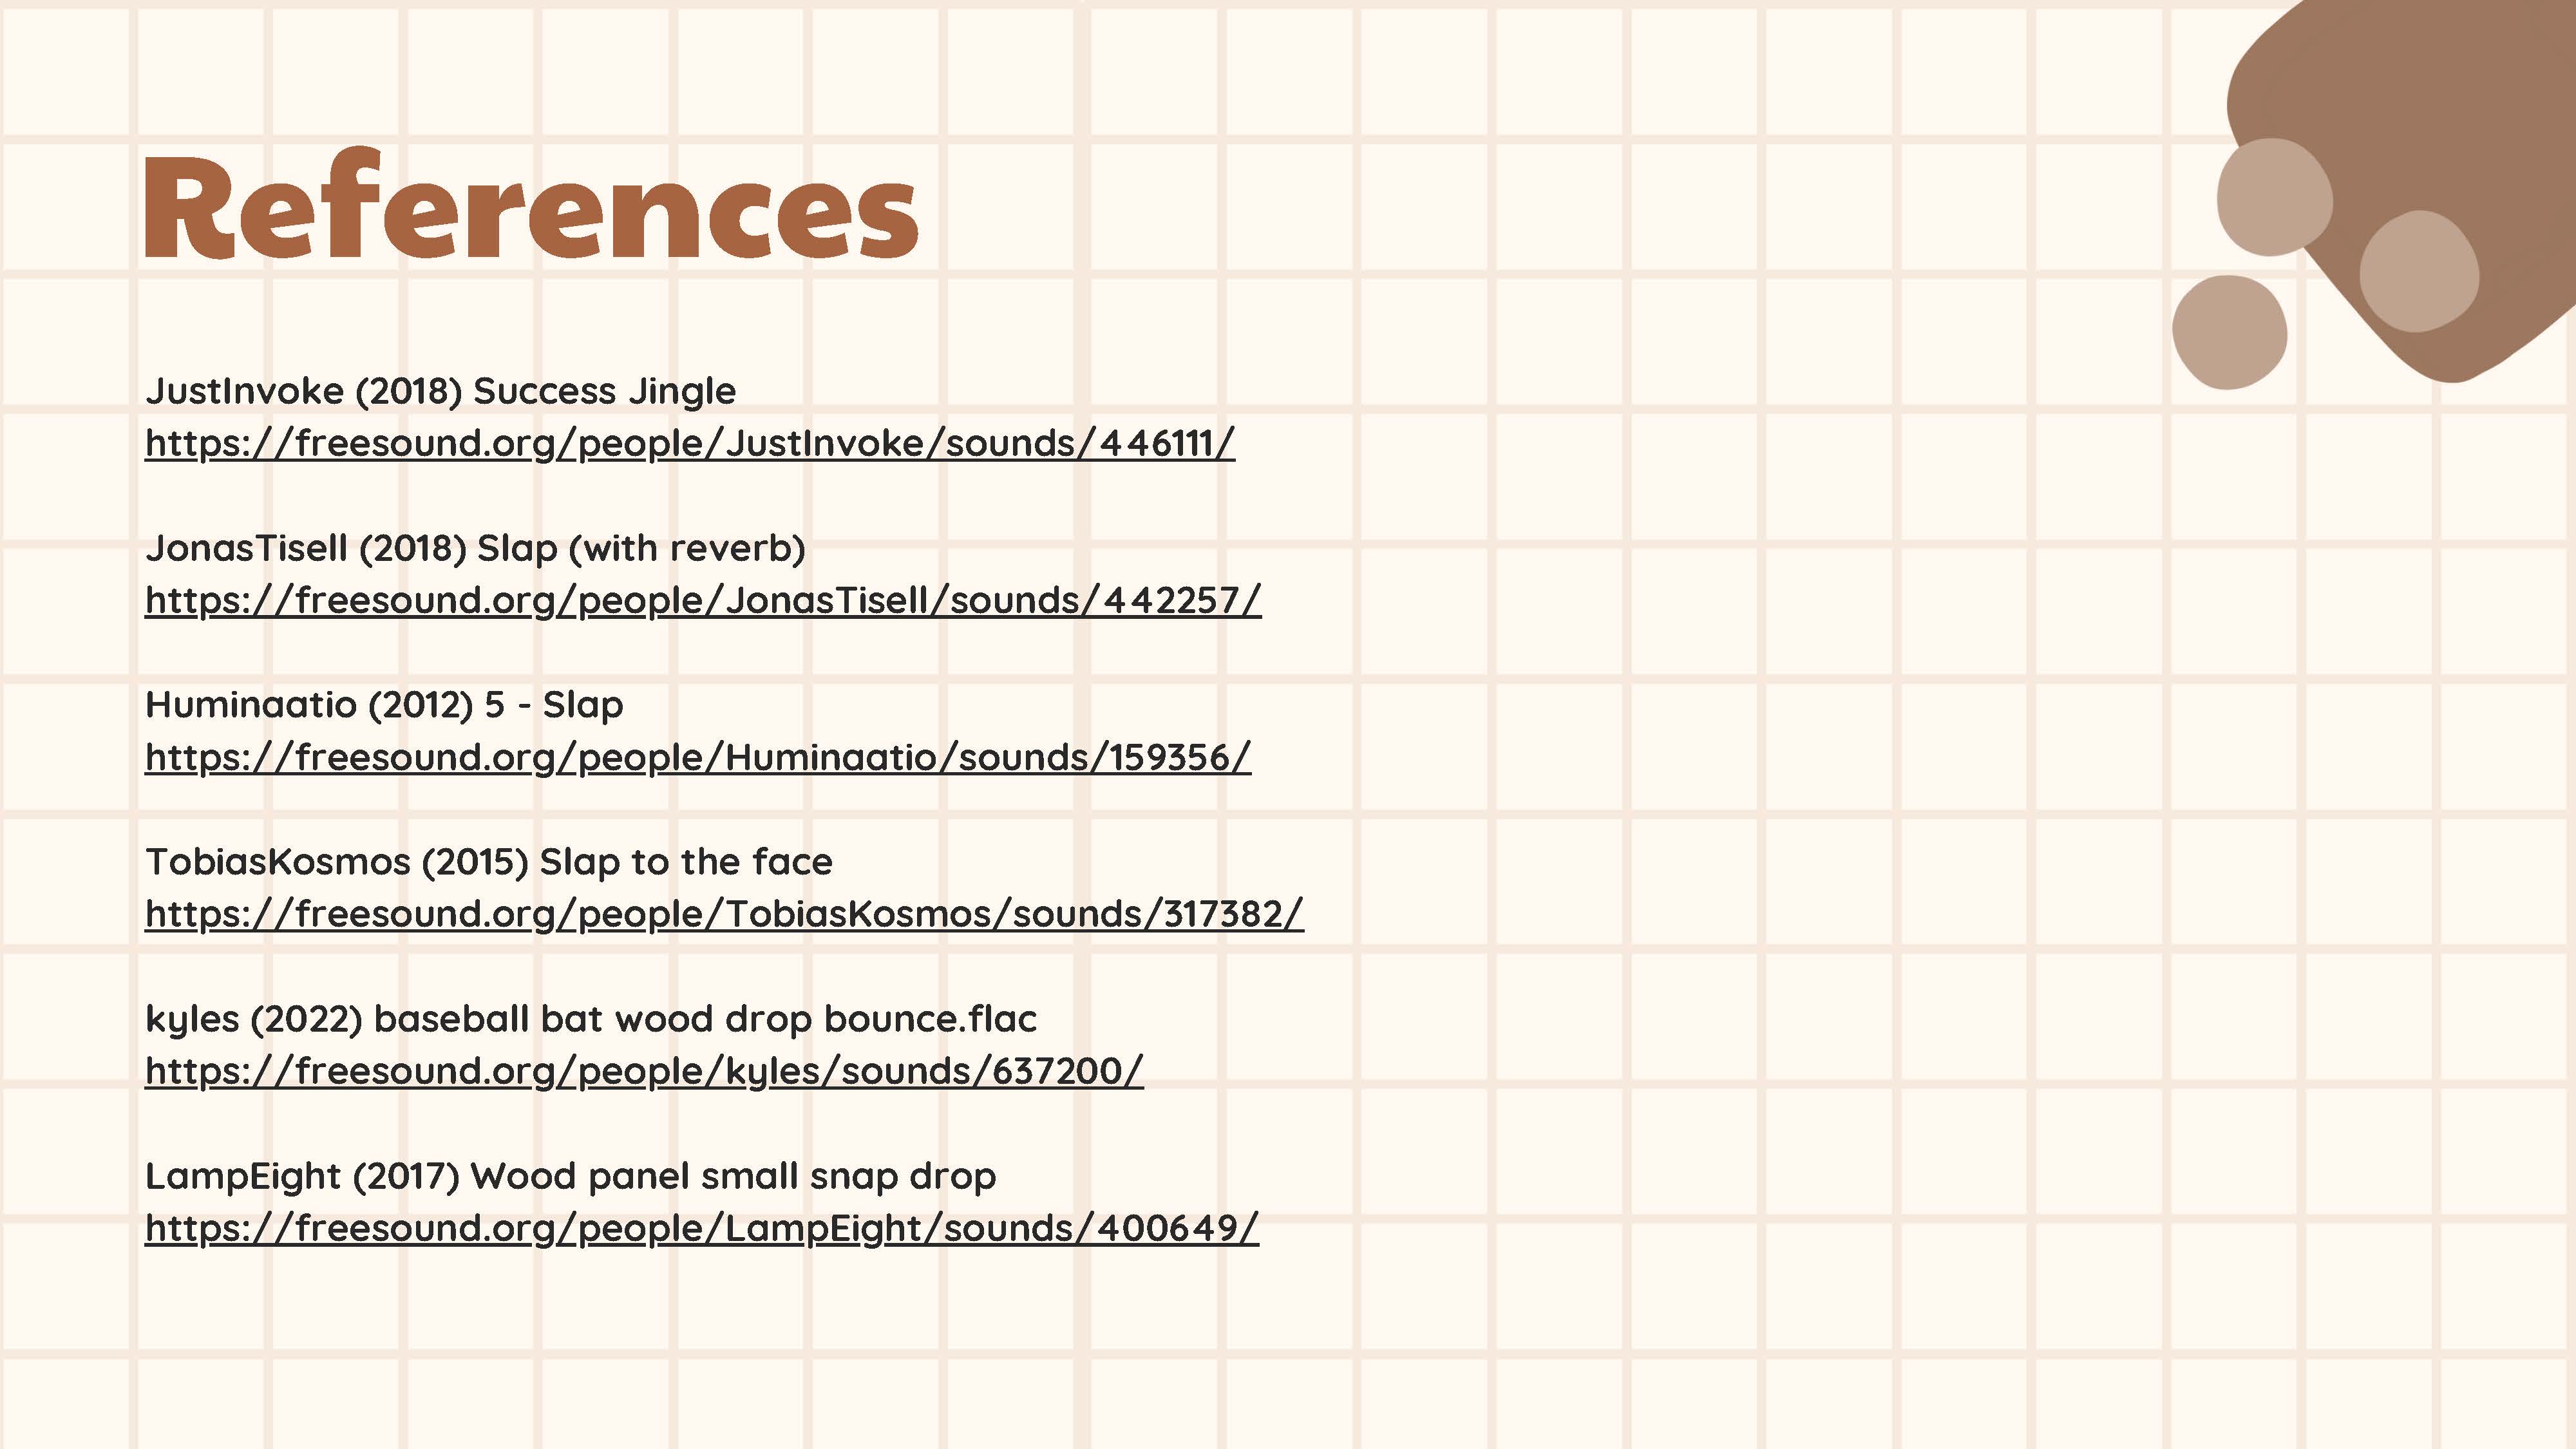 References
JustInvoke (2018) Success Jingle
https://freesound.org/people/JustInvoke/sounds/446111/
JonasTisell (2018) Slap (with reverb)
https://freesound.org/people/JonasTisell/sounds/442257/
Huminaatio (2012) 5 - Slap
https://freesound.org/people/Huminaatio/sounds/159356/
TobiasKosmos (2015) Slap to the face
https://freesound.org/people/TobiasKosmos/sounds/317382/
kyles (2022) baseball bat wood drop bounce.flac
https://freesound.org/people/kyles/sounds/637200/
LampEight (2017) Wood panel small snap drop
https://freesound.org/people/LampEight/sounds/400649/